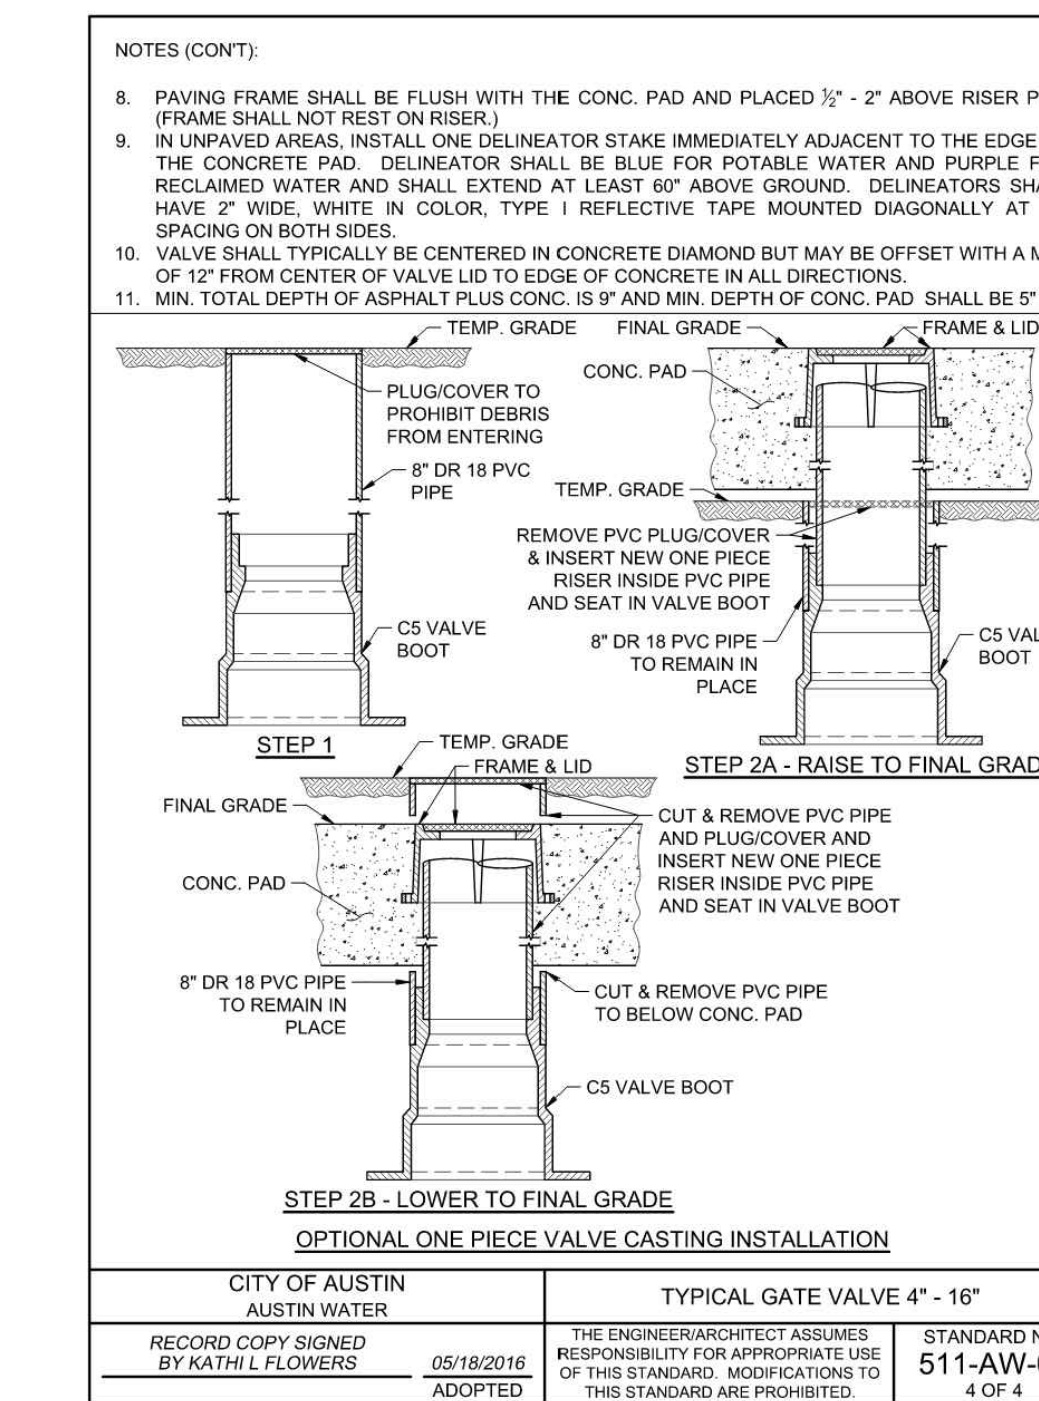 NOTES (CON'T):
8. PAVING FRAME SHALL BE FLUSH WITH THE CONC. PAD AND PLACED ½" - 2" ABOVE RISER
(FRAME SHALL NOT REST ON RISER.)
9. IN UNPAVED AREAS, INSTALL ONE DELINEATOR STAKE IMMEDIATELY ADJACENT TO THE EDGE
THE CONCRETE PAD. DELINEATOR SHALL BE BLUE FOR POTABLE WATER AND PURPLE
RECLAIMED WATER AND SHALL EXTEND AT LEAST 60" ABOVE GROUND. DELINEATORS
HAVE 2" WIDE, WHITE IN COLOR, TYPE I REFLECTIVE TAPE MOUNTED DIAGONALLY AT
SPACING ON BOTH SIDES.
10. VALVE SHALL TYPICALLY BE CENTERED IN CONCRETE DIAMOND BUT MAY BE OFFSET WITH A
OF 12" FROM CENTER OF VALVE LID TO EDGE OF CONCRETE IN ALL DIRECTIONS.
11. MIN. TOTAL DEPTH OF ASPHALT PLUS CONC. IS 9" AND MIN. DEPTH OF CONC. PAD SHALL BE 5"
TEMP. GRADE
PLUG/COVER TO
PROHIBIT DEBRIS
FROM ENTERING
8" DR 18 PVC
PIPE
C5 VALVE
BOOT
STEP 1
FINAL GRADE
FRAME & LID
CONC. PAD
TEMP. GRADE
REMOVE PVC PLUG/COVER
& INSERT NEW ONE PIECE
RISER INSIDE PVC PIPE
AND SEAT IN VALVE BOOT
8" DR 18 PVC PIPE
TO REMAIN IN
PLACE
C5
BOOT
STEP 2A - RAISE TO FINAL
TEMP. GRADE
FRAME & LID
FINAL GRADE
CONC. PAD
CUT & REMOVE PVC PIPE
AND PLUG/COVER AND
INSERT NEW ONE PIECE
RISER INSIDE PVC PIPE
AND SEAT IN VALVE BOOT
8" DR 18 PVC PIPE
TO REMAIN IN
PLACE
CUT & REMOVE PVC PIPE
TO BELOW CONC. PAD
C5 VALVE BOOT
STEP 2B - LOWER TO FINAL GRADE
OPTIONAL ONE PIECE VALVE CASTING INSTALLATION
CITY OF AUSTIN
AUSTIN WATER
TYPICAL GATE VALVE 4" - 16"
RECORD COPY SIGNED
BY KATHI L FLOWERS
05/18/2016
ADOPTED
THE ENGINEER/ARCHITECT ASSUMES
RESPONSIBILITY FOR APPROPRIATE USE
OF THIS STANDARD. MODIFICATIONS TO
THIS STANDARD ARE PROHIBITED.
STANDARD
511-AW-
4 OF 4